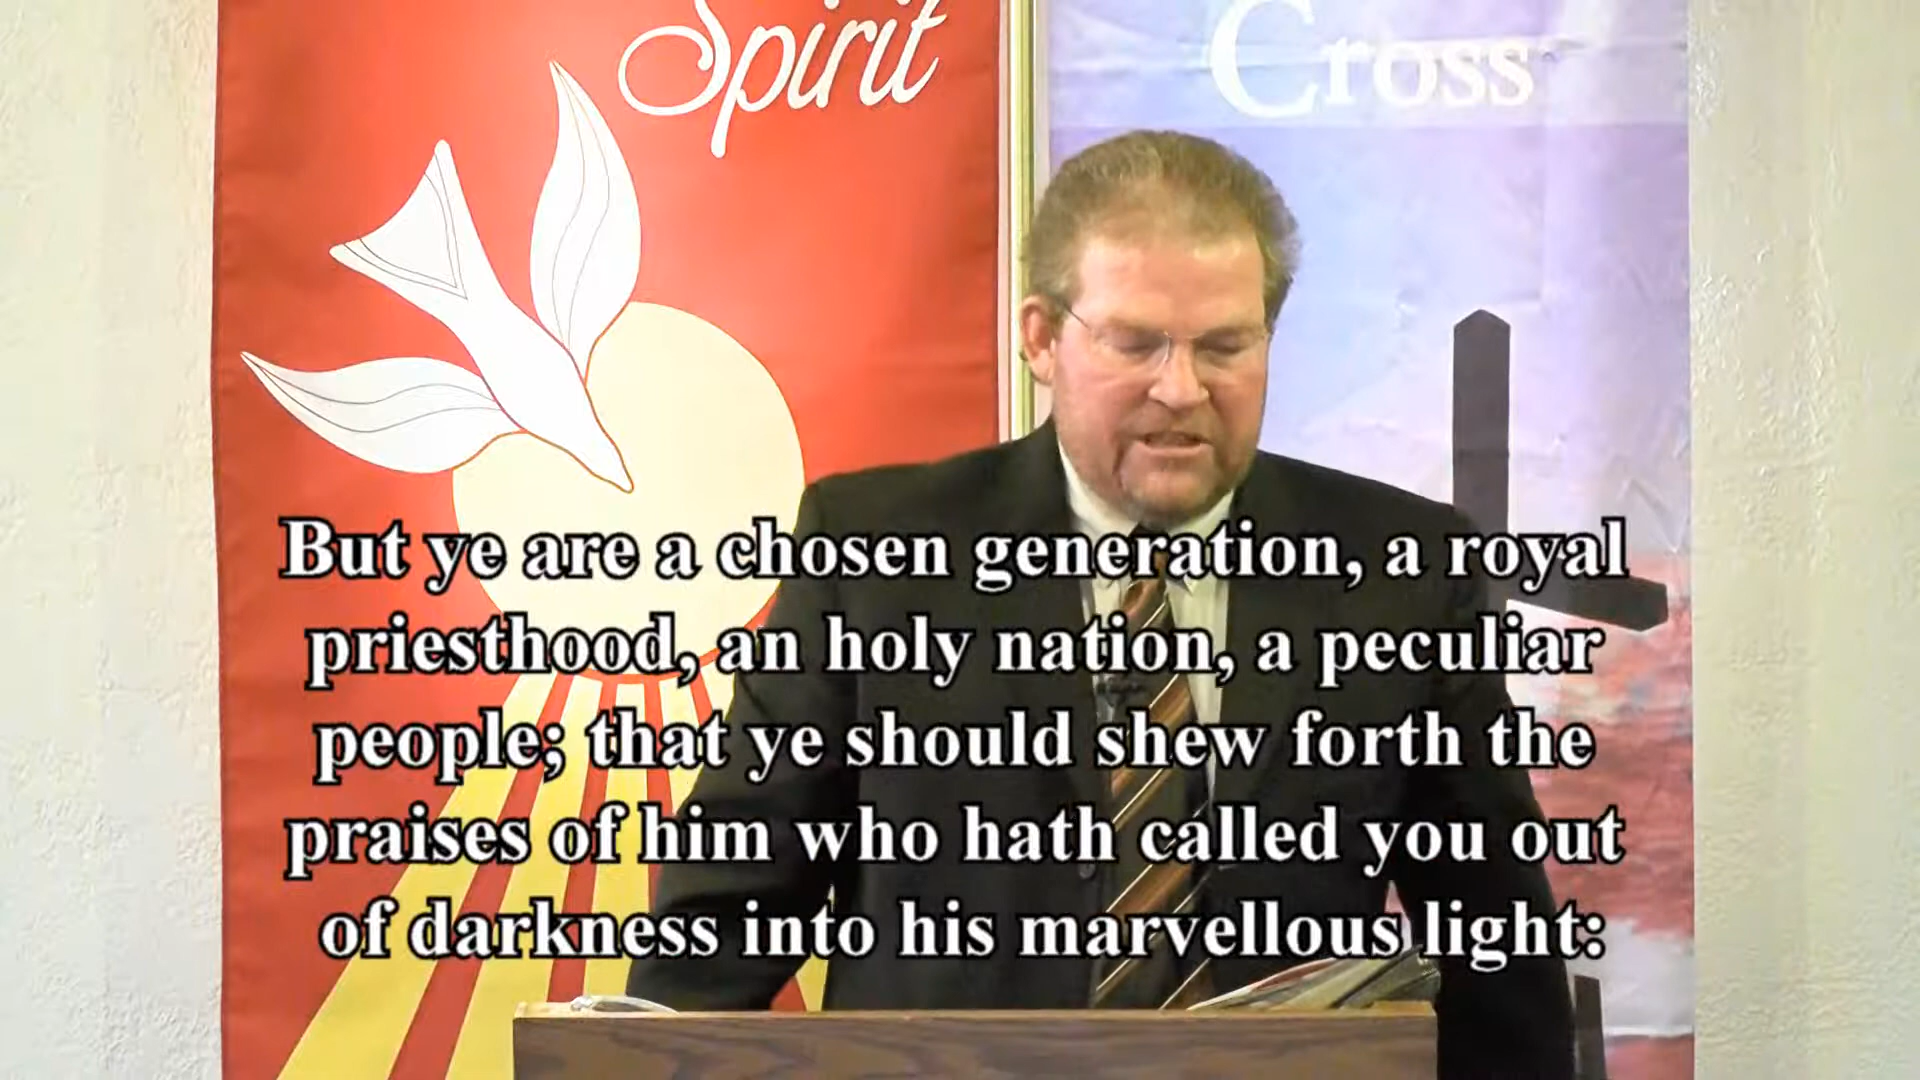 Spirit
Cross
But ye are a chosen generation, a royal
priesthood, an holy nation, a peculiar
people; that ye should shew forth the
praises of him who hath called you out
of darkness into his marvellous light: